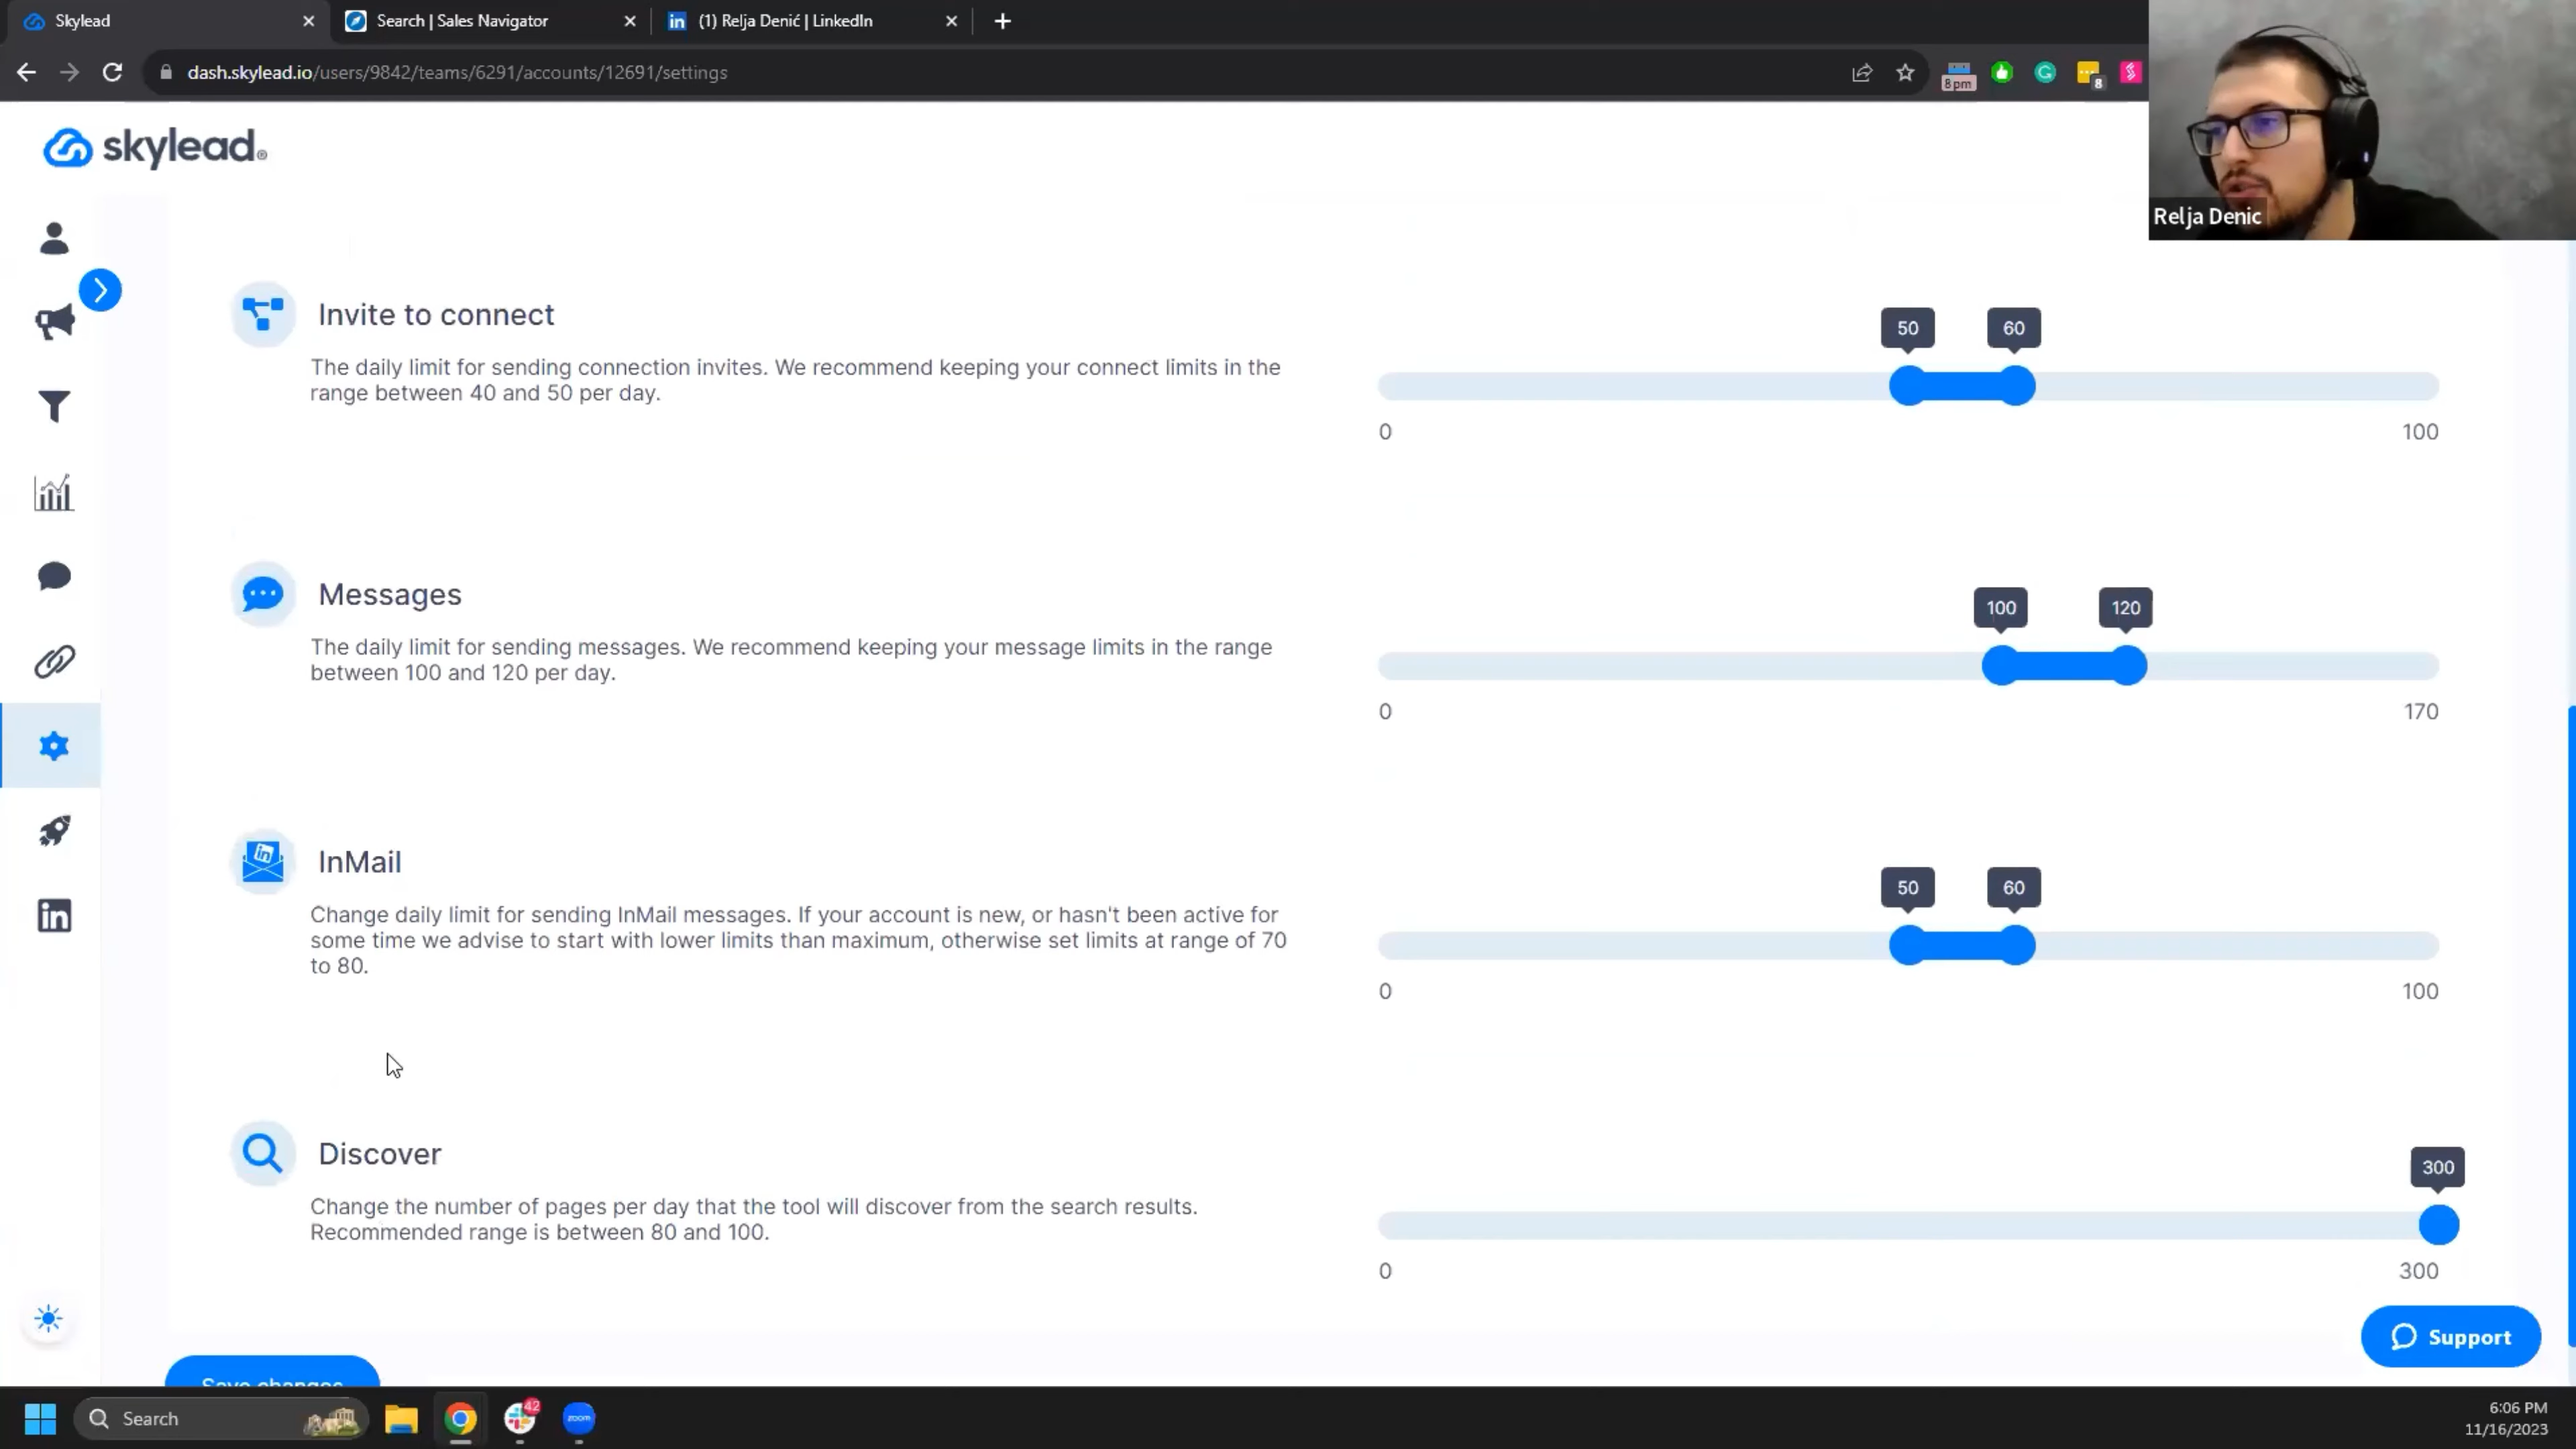 Skylead
Search | Sales Navigator
(1) Relja Denić | LinkedIn
dash.skylead.io/users/9842/teams/6291/accounts/12691/settings
8pm
8
skylead®
Relja Denic
Invite to connect
50
60
The daily limit for sending connection invites. We recommend keeping your connect limits in the
range between 40 and 50 per day.
0
100
Messages
100
120
The daily limit for sending messages. We recommend keeping your message limits in the range
between 100 and 120 per day.
0
170
InMail
50
60
Change daily limit for sending InMail messages. If your account is new, or hasn't been active for
some time we advise to start with lower limits than maximum, otherwise set limits at range of 70
to 80.
0
100
Discover
300
Change the number of pages per day that the tool will discover from the search results.
Recommended range is between 80 and 100.
0
300
Support
Save changes
Search
42
zoom
6:06 PM
11/16/2023